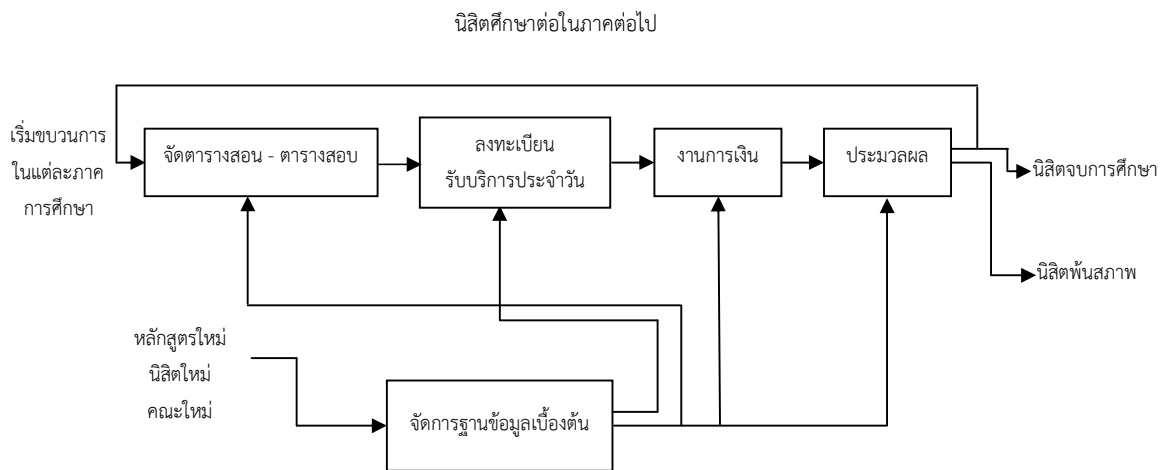 นิสิตศึกษาต่อในภาคต่อไป
เริ่มขบวนการ
ในแต่ละภาค
การศึกษา
จัดตารางสอน - ตารางสอบ
ลงทะเบียน
รับบริการประจำวัน
งานการเงิน
ประมวลผล
นิสิตจบการศึกษา
นิสิตพ้นสภาพ
หลักสูตรใหม่
นิสิตใหม่
คณะใหม่
จัดการฐานข้อมูลเบื้องต้น